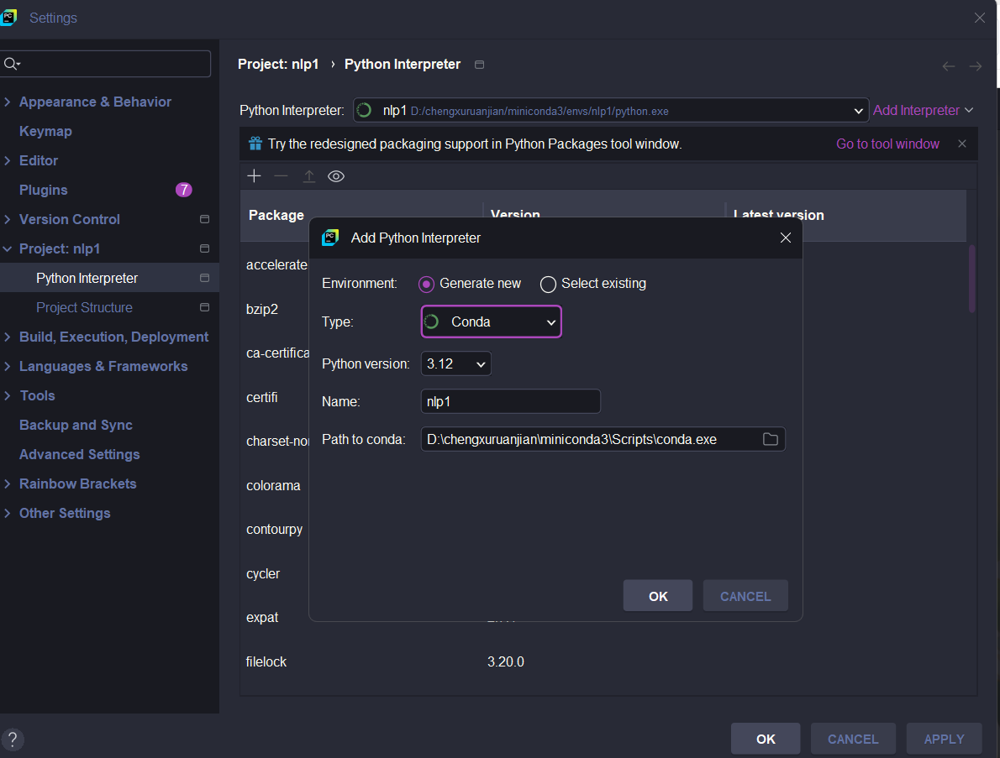 Settings
Project: nlp1 › Python Interpreter
Appearance & Behavior
Keymap
Editor
Plugins 7
Version Control
Project: nlp1
Python Interpreter
Project Structure
Build, Execution, Deployment
Languages & Frameworks
Tools
Backup and Sync
Advanced Settings
Rainbow Brackets
Other Settings
Python Interpreter: nlp1 D:/chengxuruanjian/miniconda3/envs/nlp1/python.exe Add Interpreter
Try the redesigned packaging support in Python Packages tool window. Go to tool window
Package Version Latest version
accelerate
bzip2
ca-certifica
certifi
charset-nor
colorama
contourpy
cycler
expat
filelock 3.20.0
PC Add Python Interpreter
Environment: Generate new Select existing
Type: Conda
Python version: 3.12
Name: nlp1
Path to conda: D:\chengxuruanjian\miniconda3\Scripts\conda.exe
OK CANCEL
? OK CANCEL APPLY